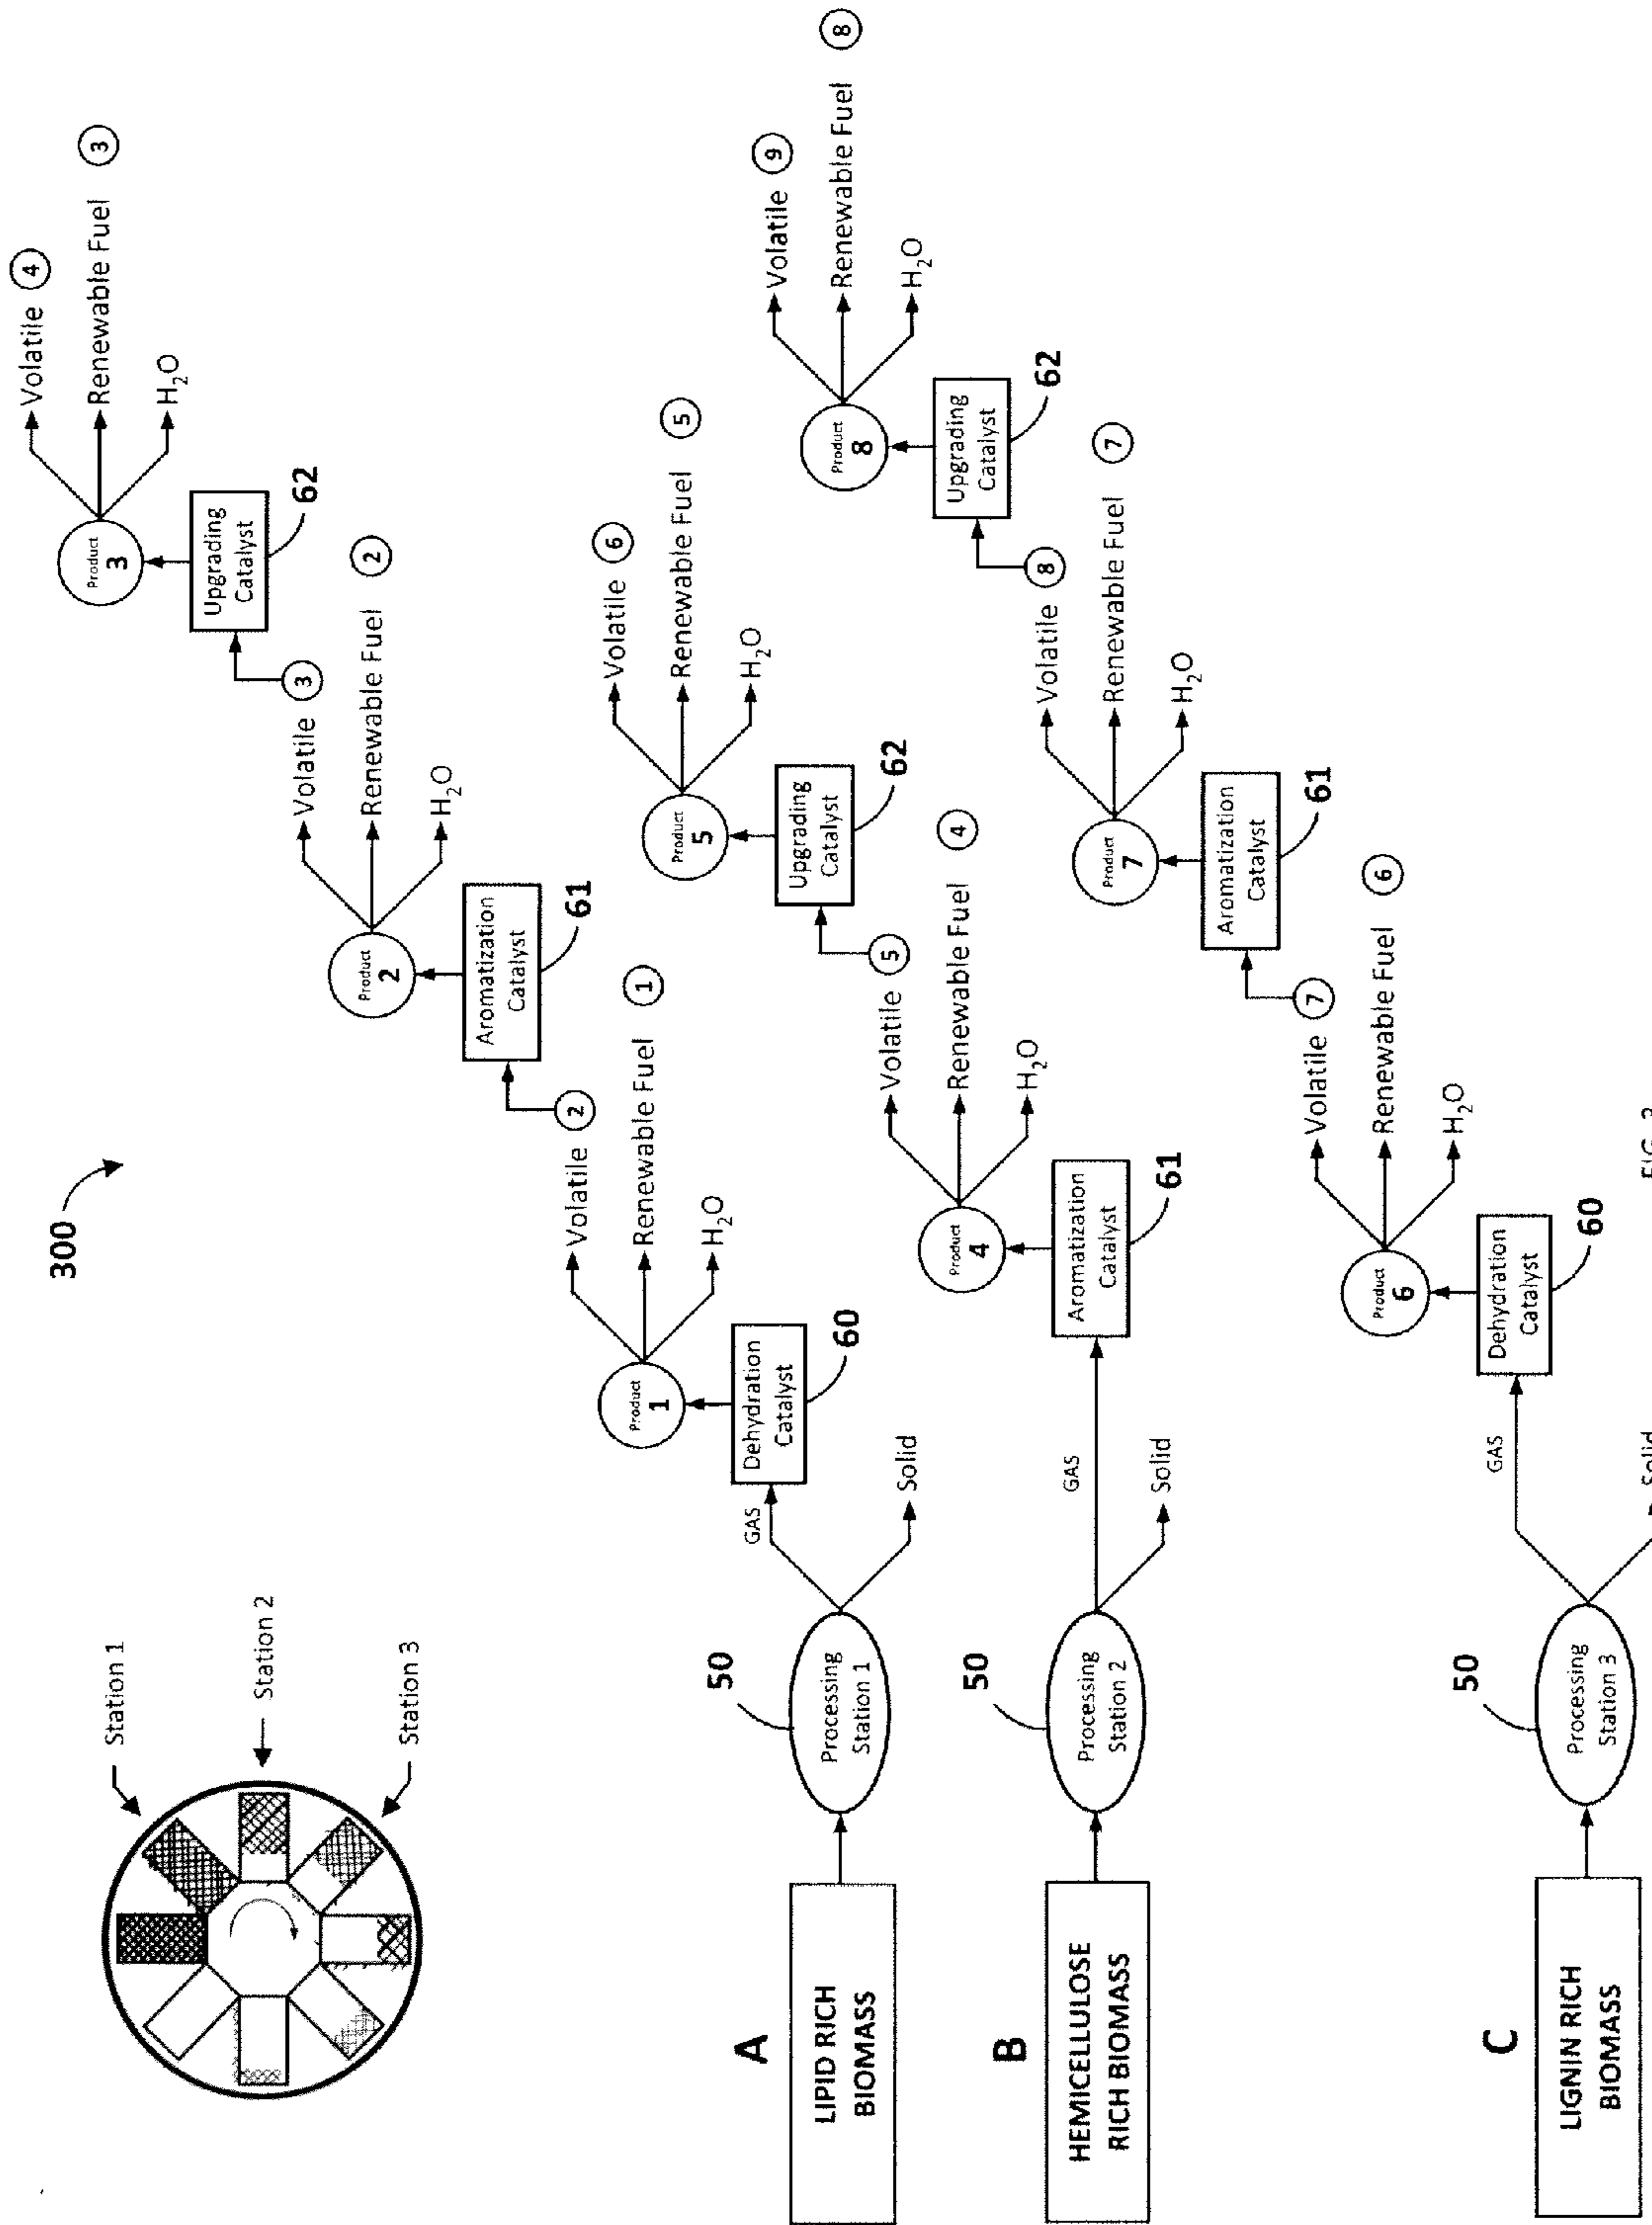 300
Station 1
Station 2
Station 3
A
LIPID RICH
BIOMASS
50
Processing
Station 1
GAS
Solid
Dehydration
Catalyst
60
Product
1
Volatile 2
Renewable Fuel 1
H₂O
Aromatization
Catalyst
61
Product
2
Volatile 3
Renewable Fuel 2
H₂O
Upgrading
Catalyst
62
Product
3
Volatile 4
Renewable Fuel 3
H₂O
B
HEMICELLULOSE
RICH BIOMASS
50
Processing
Station 2
GAS
Solid
Aromatization
Catalyst
61
Product
4
Volatile 5
Renewable Fuel 4
H₂O
Upgrading
Catalyst
62
Product
5
Volatile 6
Renewable Fuel 5
H₂O
C
LIGNIN RICH
BIOMASS
50
Processing
Station 3
GAS
Solid
Dehydration
Catalyst
60
Product
6
Volatile 7
Renewable Fuel 6
H₂O
Aromatization
Catalyst
61
Product
7
Volatile 8
Renewable Fuel 7
H₂O
Upgrading
Catalyst
62
Product
8
Volatile 9
Renewable Fuel 8
H₂O